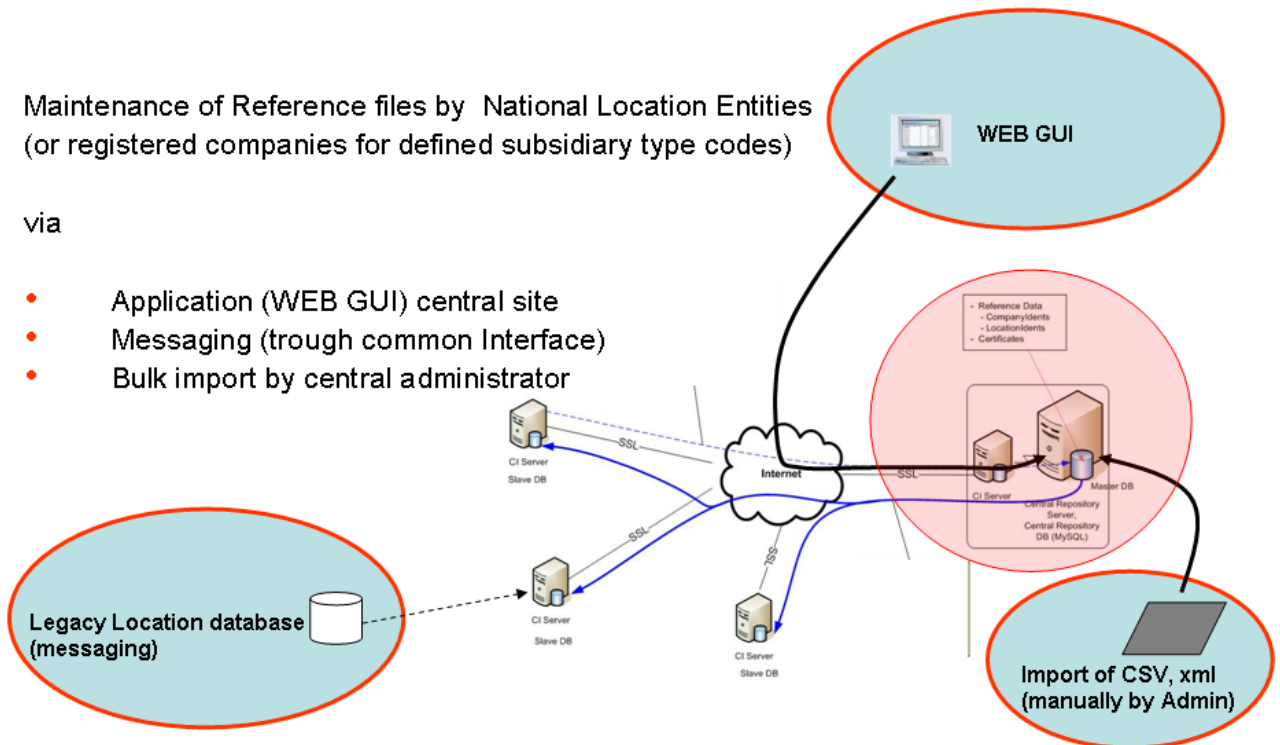 Maintenance of Reference files by National Location Entities
(or registered companies for defined subsidiary type codes)
via
• Application (WEB GUI) central site
• Messaging (trough common Interface)
• Bulk import by central administrator
WEB GUI
- Reference Data
- CompanyIdents
- LocationIdents
- Certificates
CI Server
Slave DB
SSL
Internet
SSL
CI Server
Master DB
Central Repository
Server,
Central Repository
DB (MySQL)
SSL
SSL
CI Server
Slave DB
CI Server
Slave DB
Legacy Location database
(messaging)
Import of CSV, xml
(manually by Admin)